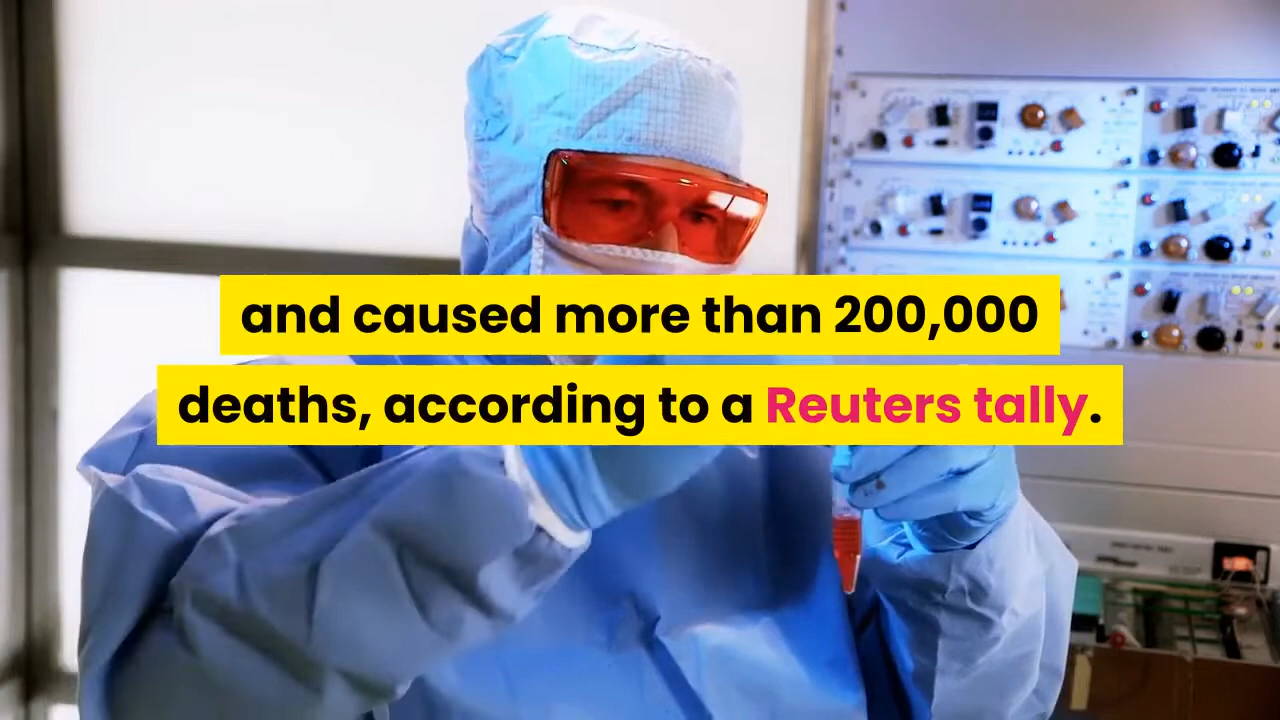 and caused more than 200,000
deaths, according to a Reuters tally.